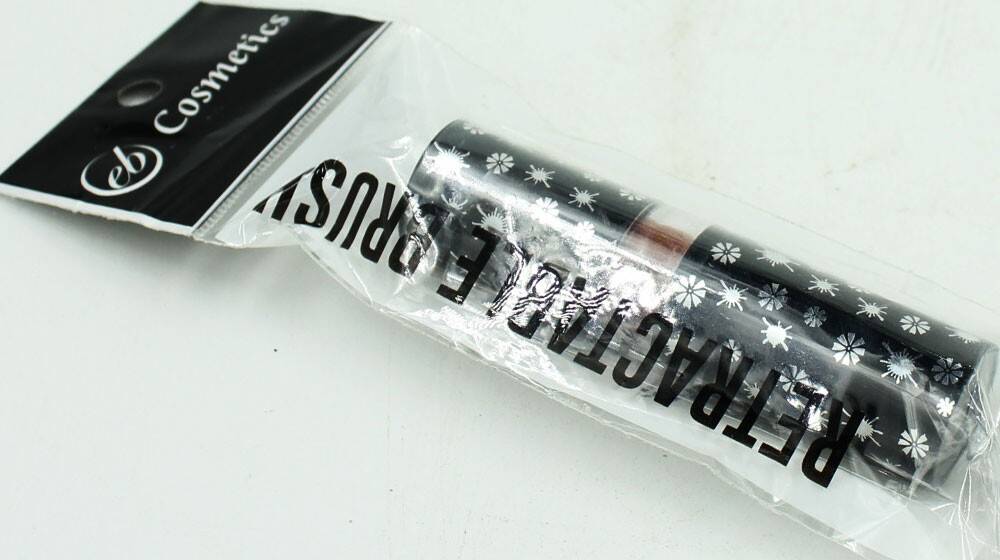 eb Cosmetics
RETRACTABLE BRUSH